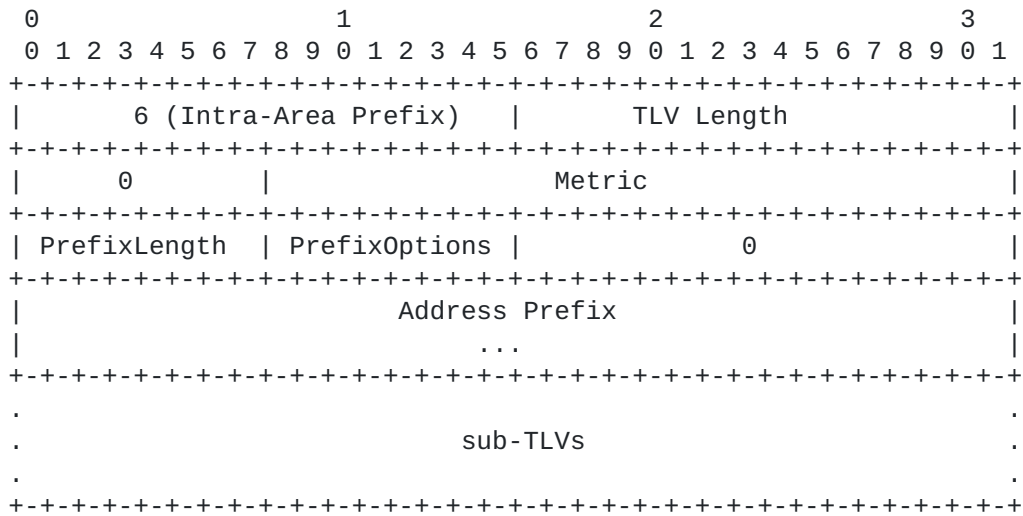 0                   1                   2                   3
 0 1 2 3 4 5 6 7 8 9 0 1 2 3 4 5 6 7 8 9 0 1 2 3 4 5 6 7 8 9 0 1
+-+-+-+-+-+-+-+-+-+-+-+-+-+-+-+-+-+-+-+-+-+-+-+-+-+-+-+-+-+-+-+-+
|       6 (Intra-Area Prefix)   |       TLV Length              |
+-+-+-+-+-+-+-+-+-+-+-+-+-+-+-+-+-+-+-+-+-+-+-+-+-+-+-+-+-+-+-+-+
|      0        |                  Metric                       |
+-+-+-+-+-+-+-+-+-+-+-+-+-+-+-+-+-+-+-+-+-+-+-+-+-+-+-+-+-+-+-+-+
| PrefixLength  | PrefixOptions |              0                |
+-+-+-+-+-+-+-+-+-+-+-+-+-+-+-+-+-+-+-+-+-+-+-+-+-+-+-+-+-+-+-+-+
|                        Address Prefix                         |
|                             ...                               |
+-+-+-+-+-+-+-+-+-+-+-+-+-+-+-+-+-+-+-+-+-+-+-+-+-+-+-+-+-+-+-+-+
.                                                               .
.                            sub-TLVs                           .
.                                                               .
+-+-+-+-+-+-+-+-+-+-+-+-+-+-+-+-+-+-+-+-+-+-+-+-+-+-+-+-+-+-+-+-+